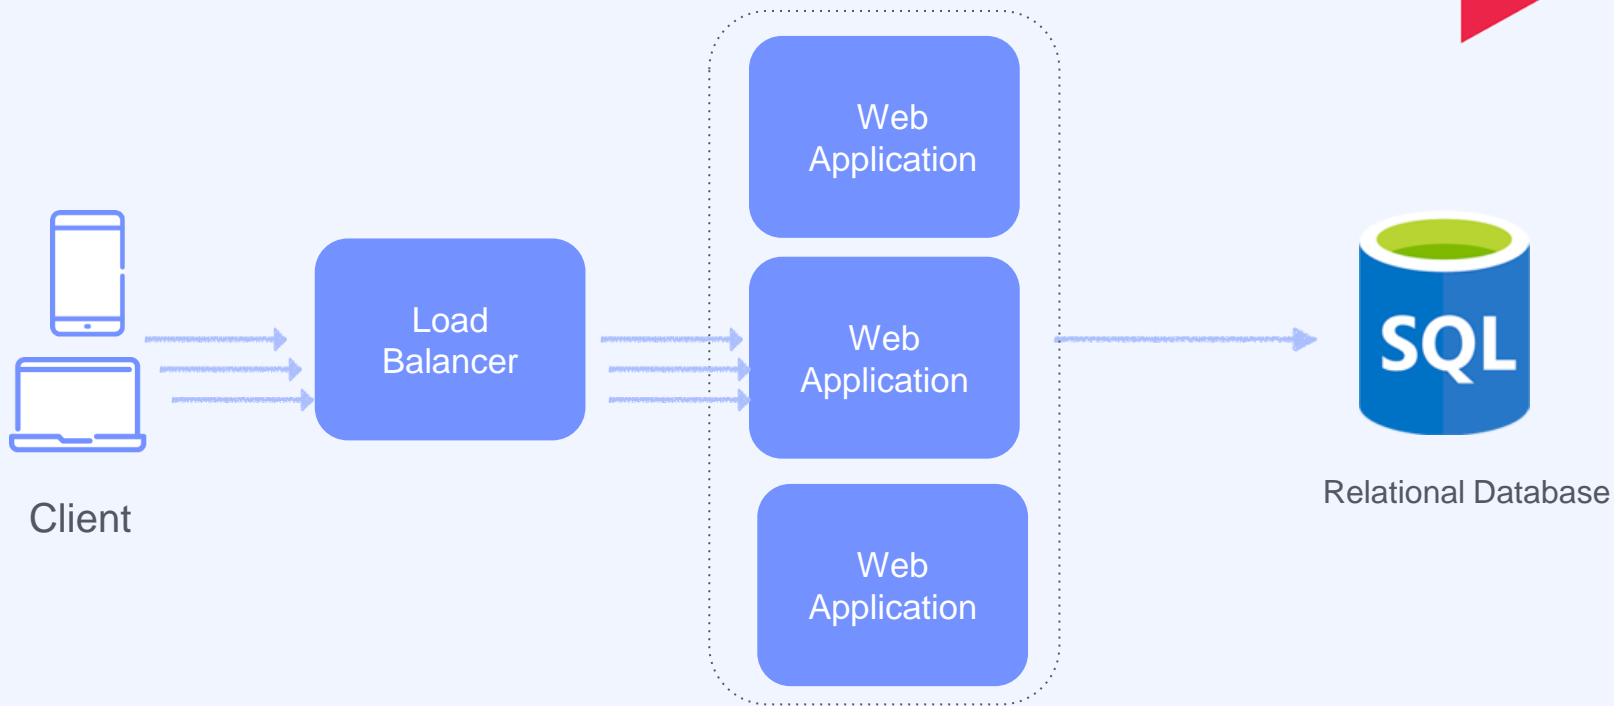 Client
Load
Balancer
Web
Application
Web
Application
Web
Application
SQL
Relational Database